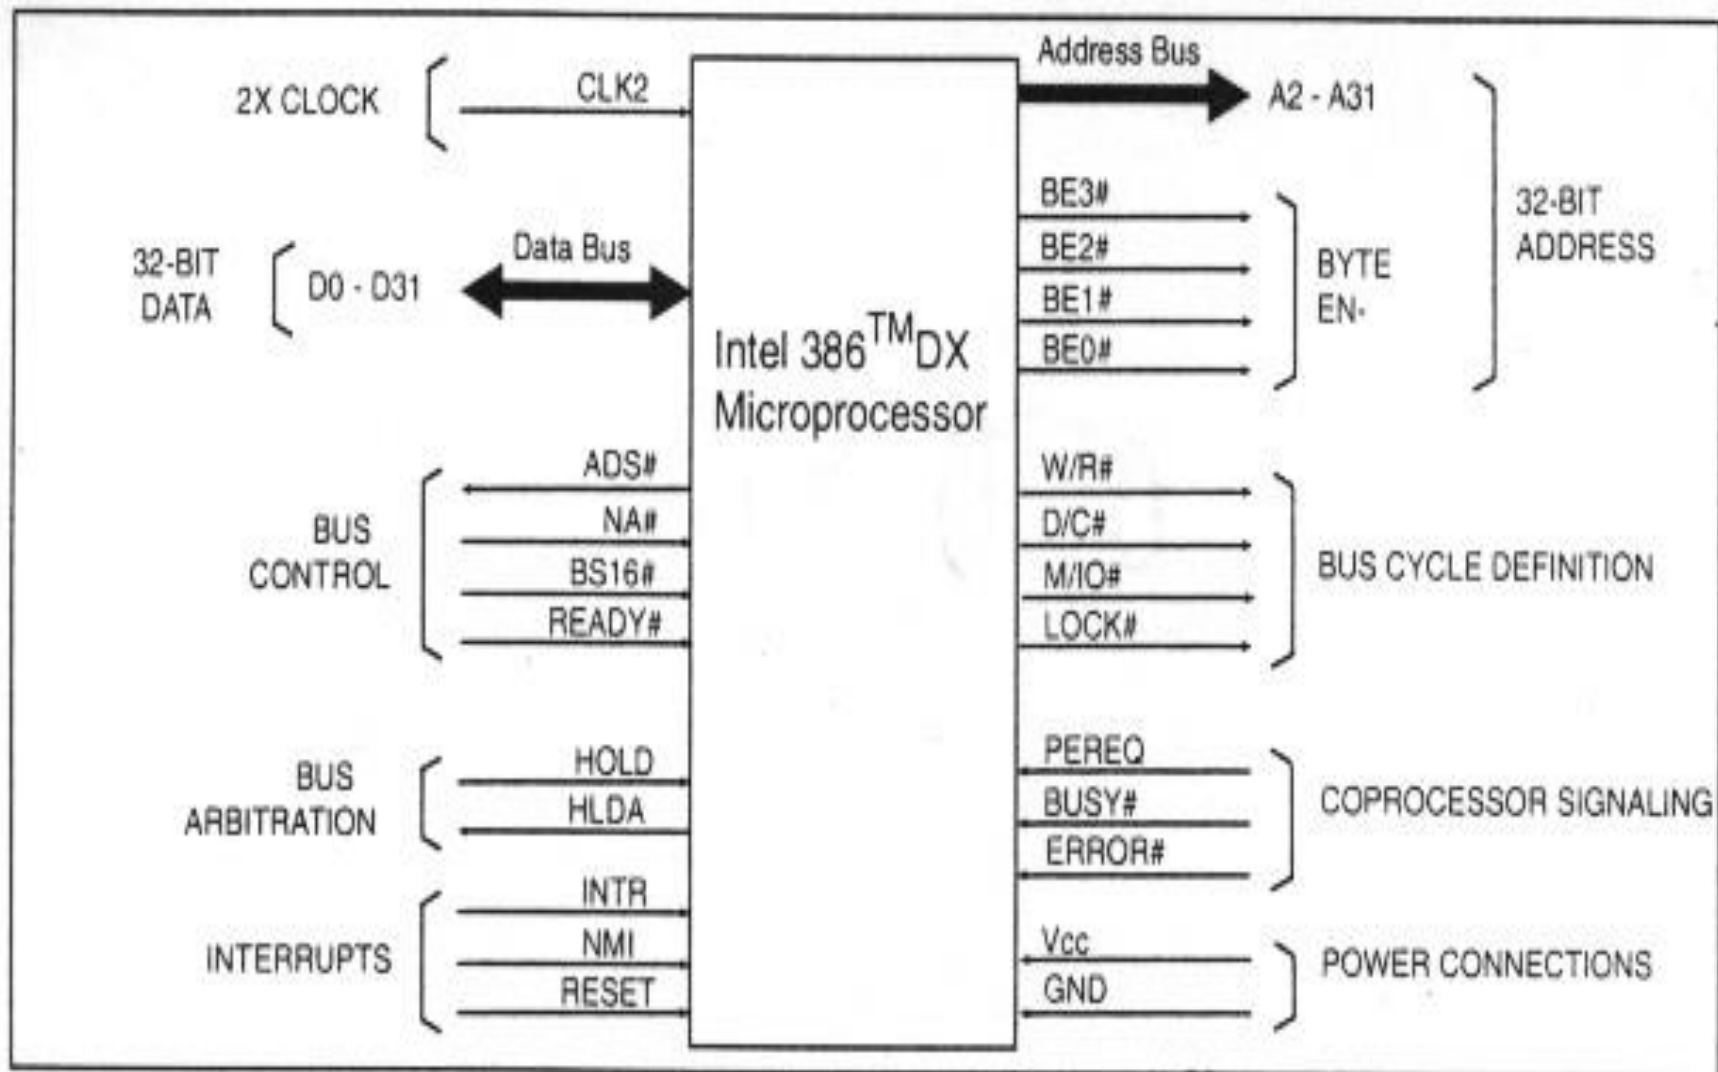 2X CLOCK
CLK2
32-BIT
DATA
D0 - D31
Data Bus
BUS
CONTROL
ADS#
NA#
BS16#
READY#
BUS
ARBITRATION
HOLD
HLDA
INTERRUPTS
INTR
NMI
RESET
Intel 386™DX
Microprocessor
Address Bus
A2 - A31
BE3#
BE2#
BE1#
BE0#
BYTE
EN-
32-BIT
ADDRESS
W/R#
D/C#
M/IO#
LOCK#
BUS CYCLE DEFINITION
PEREQ
BUSY#
ERROR#
COPROCESSOR SIGNALING
Vcc
GND
POWER CONNECTIONS